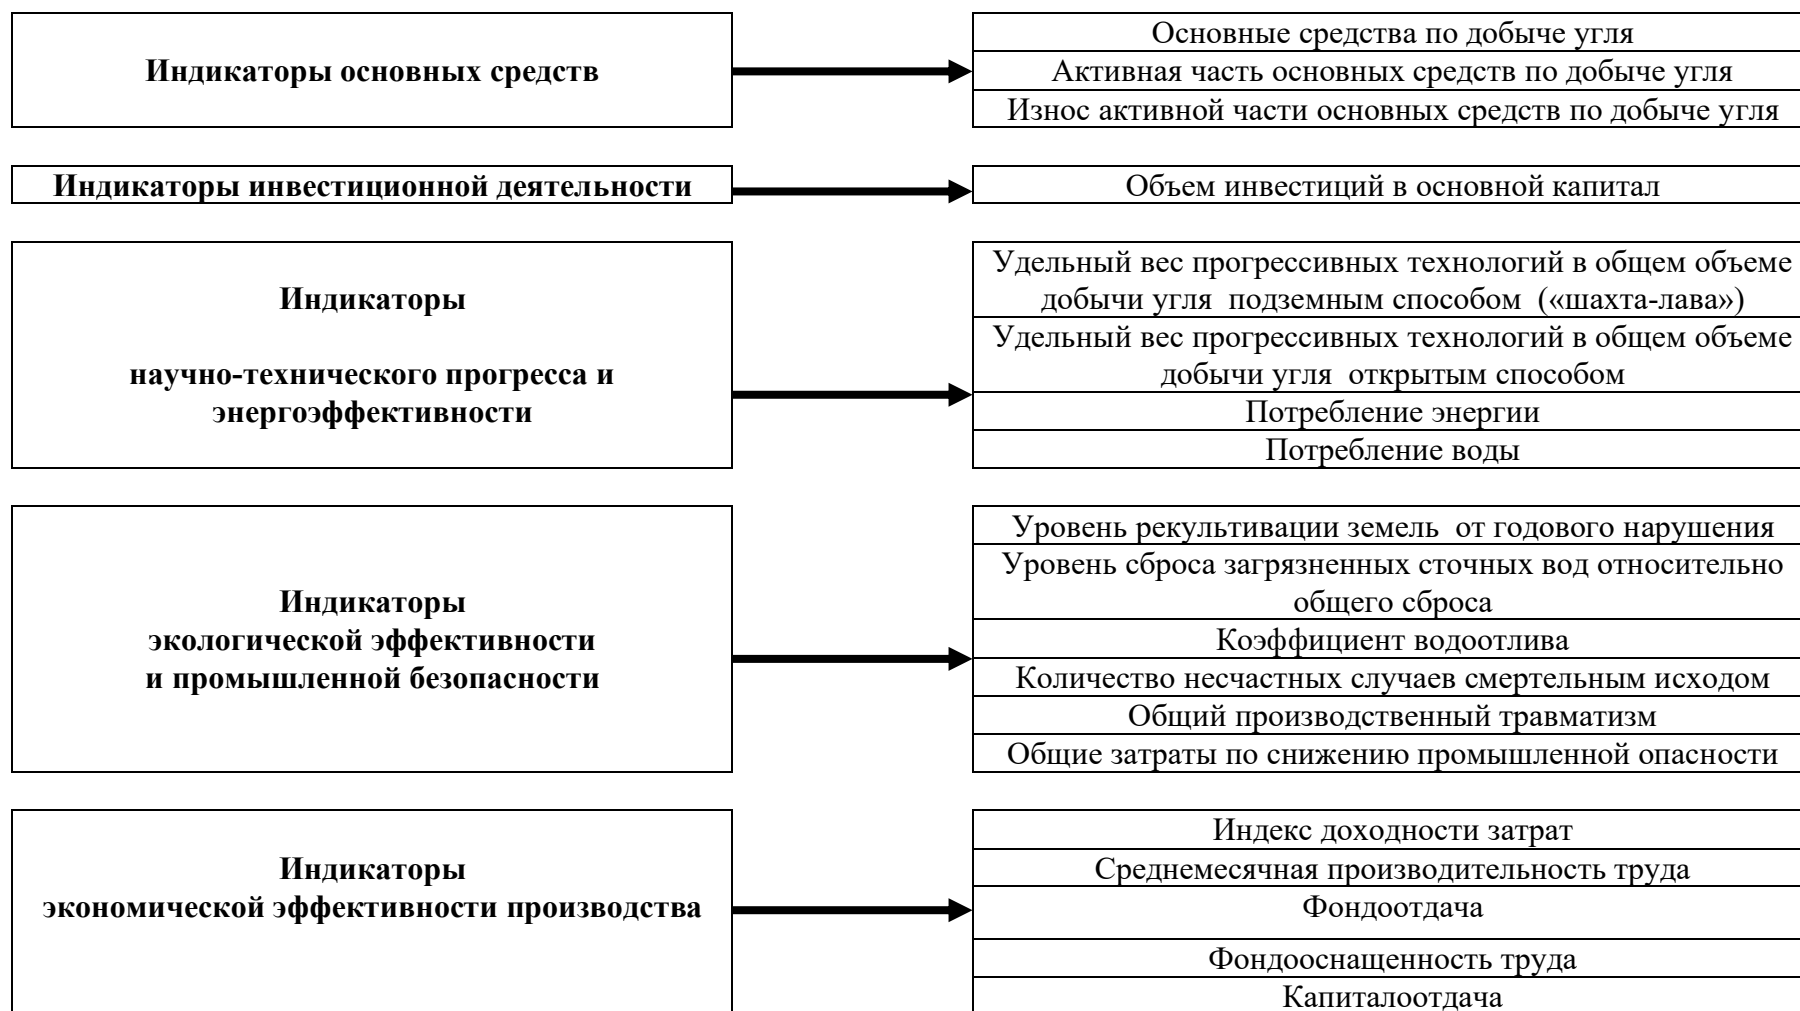 Индикаторы основных средств
Основные средства по добыче угля
Активная часть основных средств по добыче угля
Износ активной части основных средств по добыче угля
Индикаторы инвестиционной деятельности
Объем инвестиций в основной капитал
Индикаторы
научно-технического прогресса и
энергоэффективности
Удельный вес прогрессивных технологий в общем объеме
добычи угля подземным способом («шахта-лава»)
Удельный вес прогрессивных технологий в общем объеме
добычи угля открытым способом
Потребление энергии
Потребление воды
Индикаторы
экологической эффективности
и промышленной безопасности
Уровень рекультивации земель от годового нарушения
Уровень сброса загрязненных сточных вод относительно
общего сброса
Коэффициент водоотлива
Количество несчастных случаев смертельным исходом
Общий производственный травматизм
Общие затраты по снижению промышленной опасности
Индикаторы
экономической эффективности производства
Индекс доходности затрат
Среднемесячная производительность труда
Фондоотдача
Фондооснащенность труда
Капиталоотдача